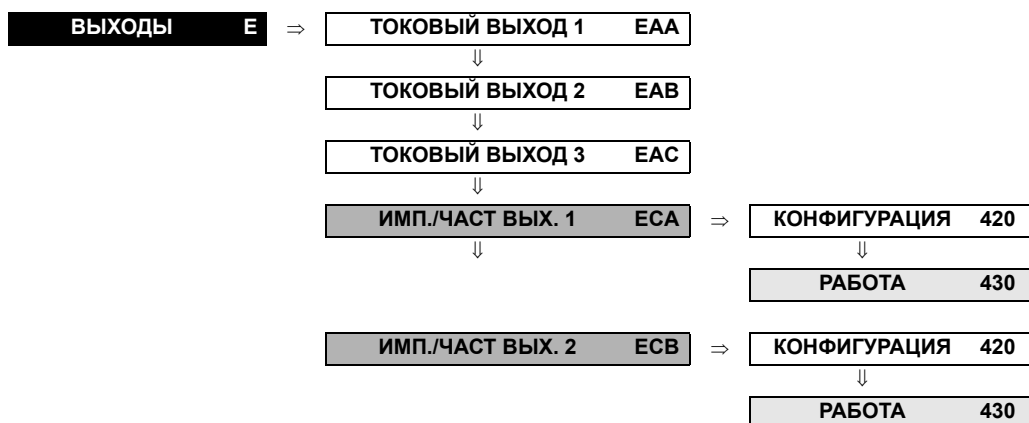 ВЫХОДЫ E ⇒ ТОКОВЫЙ ВЫХОД 1 EAA
⇓
ТОКОВЫЙ ВЫХОД 2 EAB
⇓
ТОКОВЫЙ ВЫХОД 3 EAC
⇓
ИМП./ЧАСТ ВЫХ. 1 ECA ⇒ КОНФИГУРАЦИЯ 420
⇓ ⇓
РАБОТА 430
ИМП./ЧАСТ ВЫХ. 2 ECB ⇒ КОНФИГУРАЦИЯ 420
⇓
РАБОТА 430